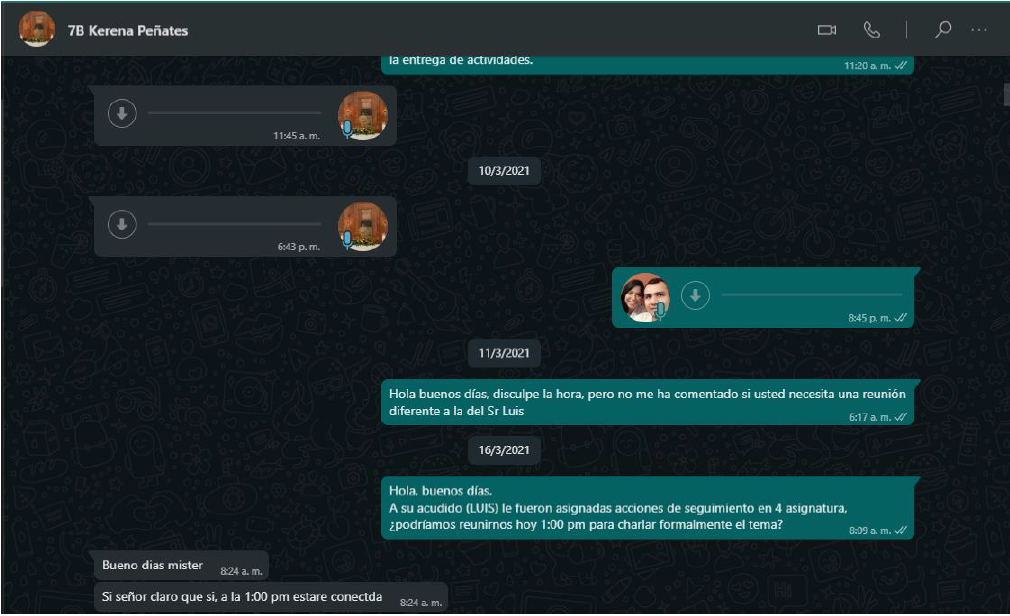 7B Kerena Peñates
la entrega de actividades.
11:20 a. m.
11:45 a. m.
10/3/2021
6:43 p. m.
8:45 p. m.
11/3/2021
Hola buenos días, disculpe la hora, pero no me ha comentado si usted necesita una reunión
diferente a la del Sr Luis
6:17 a. m.
16/3/2021
Hola, buenos días.
A su acudido (LUIS) le fueron asignadas acciones de seguimiento en 4 asignatura,
¿podríamos reunirnos hoy 1:00 pm para charlar formalmente el tema?
8:09 a. m.
Bueno dias mister
8:24 a. m.
Si señor claro que si, a la 1:00 pm estare conectda
8:24 a. m.